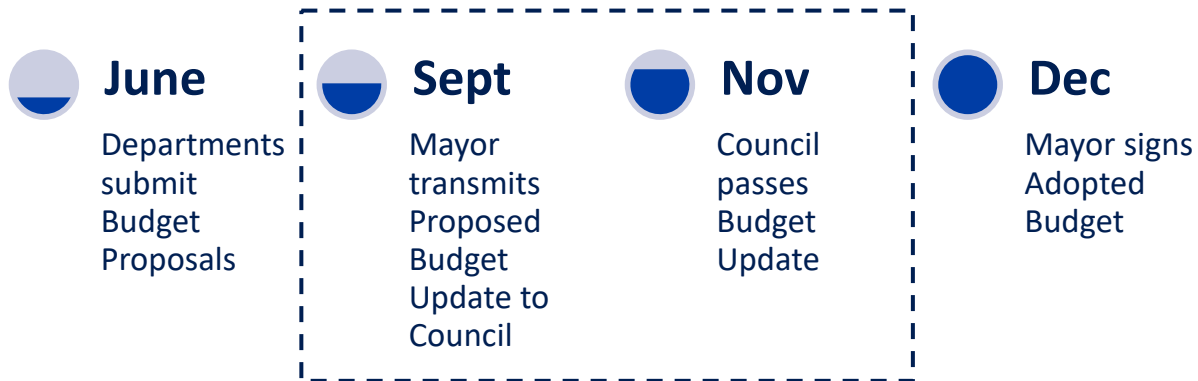 June
Departments
submit
Budget
Proposals
Sept
Mayor
transmits
Proposed
Budget
Update to
Council
Nov
Council
passes
Budget
Update
Dec
Mayor signs
Adopted
Budget